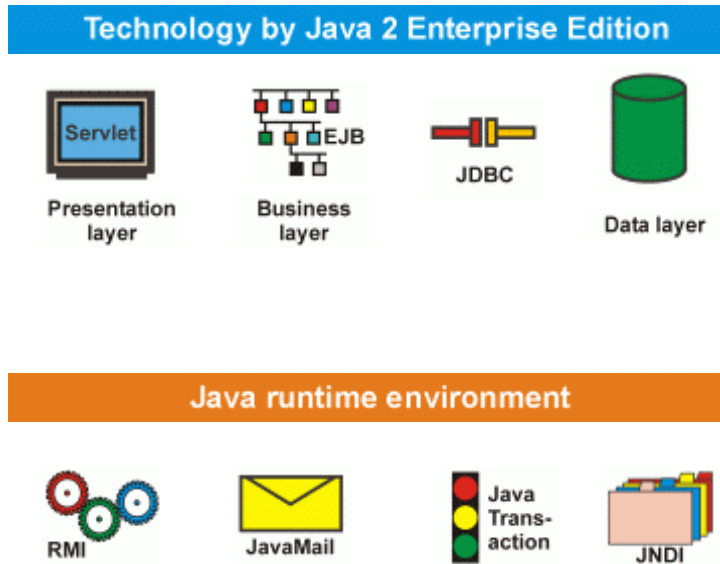 Technology by Java 2 Enterprise Edition
Servlet
EJB
JDBC
Presentation
layer
Business
layer
Data layer
Java runtime environment
RMI
JavaMail
Java
Trans-
action
JNDI